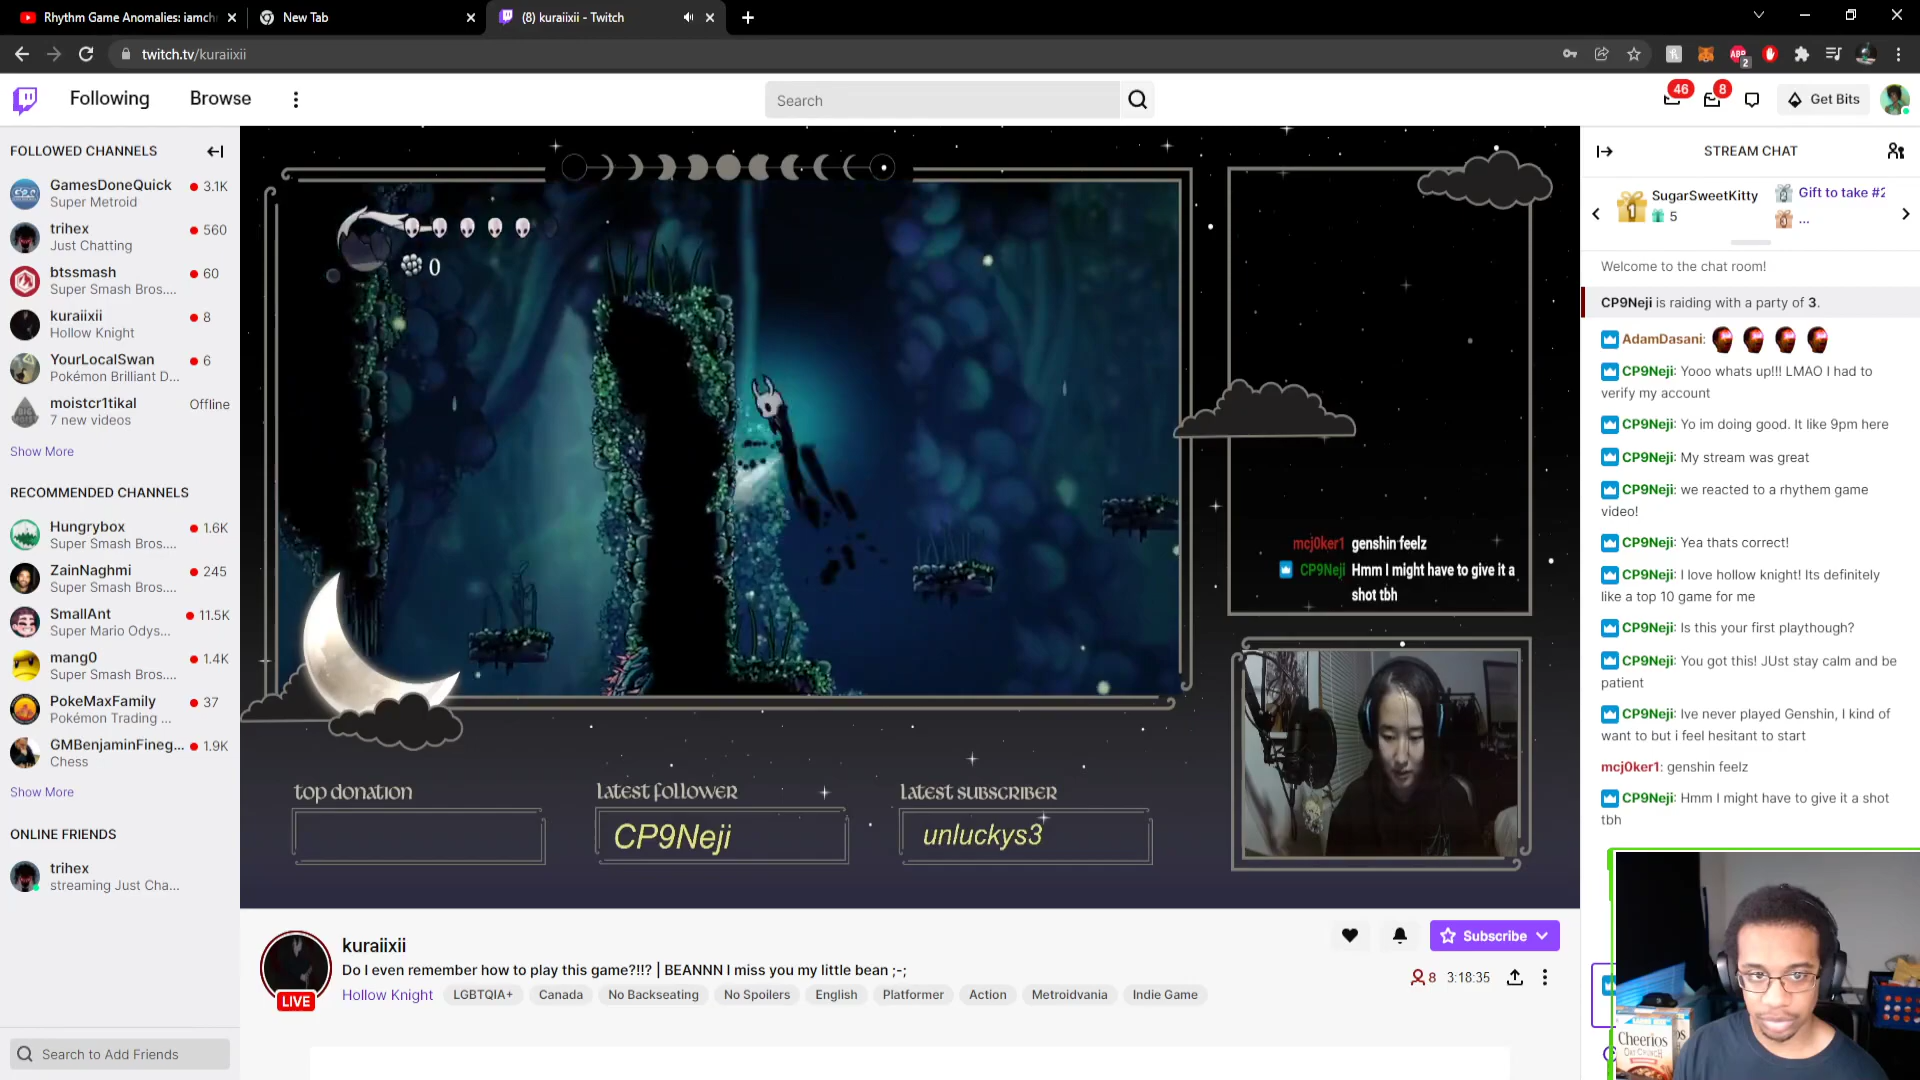 Rhythm Game Anomalies: iamchr
New Tab
(8) kuraiixii - Twitch
twitch.tv/kuraiixii
ABP
2
Following
Browse
Search
46
8
Get Bits
FOLLOWED CHANNELS
GamesDoneQuick
3.1K
Super Metroid
trihex
560
Just Chatting
btssmash
60
Super Smash Bros....
kuraiixii
8
Hollow Knight
YourLocalSwan
6
Pokémon Brilliant D...
moistcr1tikal
Offline
7 new videos
Show More
RECOMMENDED CHANNELS
Hungrybox
1.6K
Super Smash Bros....
ZainNaghmi
245
Super Smash Bros....
SmallAnt
11.5K
Super Mario Odys...
mang0
1.4K
Super Smash Bros....
PokeMaxFamily
37
Pokémon Trading ...
GMBenjaminFineg...
1.9K
Chess
Show More
ONLINE FRIENDS
trihex
streaming Just Cha...
Search to Add Friends
0
mcj0ker1 genshin feelz
CP9Neji Hmm I might have to give it a
shot tbh
top donation
latest follower
latest subscriber
CP9Neji
unluckys3
LIVE
kuraiixii
Do I even remember how to play this game?!!? | BEANNN I miss you my little bean ;-;
Hollow Knight
LGBTQIA+
Canada
No Backseating
No Spoilers
English
Platformer
Action
Metroidvania
Indie Game
Subscribe
8
3:18:35
STREAM CHAT
1
SugarSweetKitty
5
Gift to take #2
...
Welcome to the chat room!
CP9Neji is raiding with a party of 3.
AdamDasani:
CP9Neji: Yooo whats up!!! LMAO I had to
verify my account
CP9Neji: Yo im doing good. It like 9pm here
CP9Neji: My stream was great
CP9Neji: we reacted to a rhythem game
video!
CP9Neji: Yea thats correct!
CP9Neji: I love hollow knight! Its definitely
like a top 10 game for me
CP9Neji: Is this your first playthough?
CP9Neji: You got this! JUst stay calm and be
patient
CP9Neji: Ive never played Genshin, I kind of
want to but i feel hesitant to start
mcj0ker1: genshin feelz
CP9Neji: Hmm I might have to give it a shot
tbh
Cheerios
OAT CRUNCH